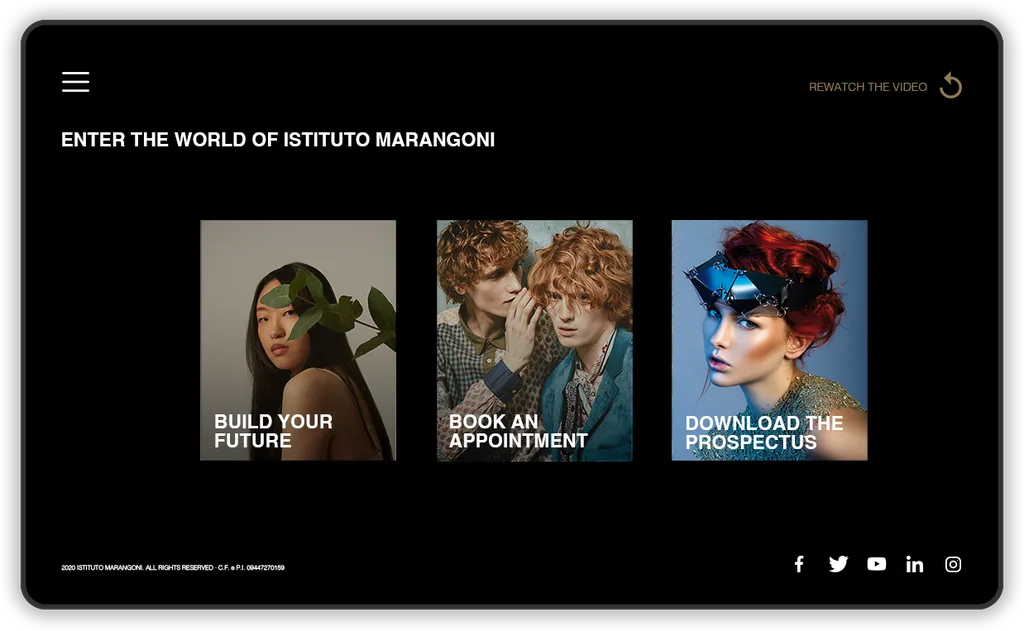 REWATCH THE VIDEO
ENTER THE WORLD OF ISTITUTO MARANGONI
BUILD YOUR
FUTURE
BOOK AN
APPOINTMENT
DOWNLOAD THE
PROSPECTUS
2020 ISTITUTO MARANGONI. ALL RIGHTS RESERVED - C.F. e P.I. 09447270159